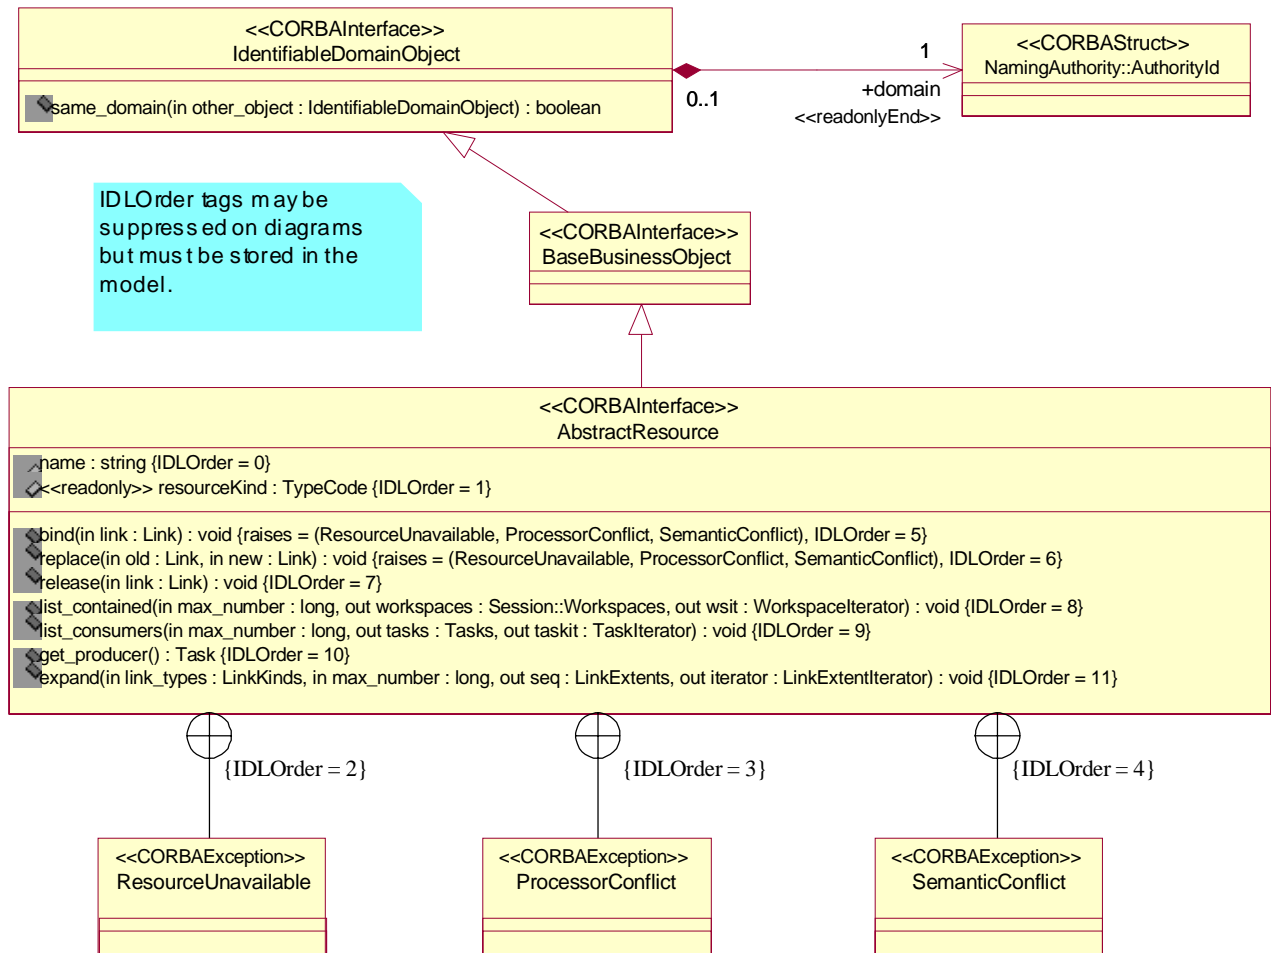 <<CORBAInterface>>
IdentifiableDomainObject
same_domain(in other_object : IdentifiableDomainObject) : boolean
1
0..1
+domain
<<readonlyEnd>>
<<CORBAStruct>>
NamingAuthority::AuthorityId
IDLOrder tags may be
suppressed on diagrams
but must be stored in the
model.
<<CORBAInterface>>
BaseBusinessObject
<<CORBAInterface>>
AbstractResource
name : string {IDLOrder = 0}
<<readonly>> resourceKind : TypeCode {IDLOrder = 1}
bind(in link : Link) : void {raises = (ResourceUnavailable, ProcessorConflict, SemanticConflict), IDLOrder = 5}
replace(in old : Link, in new : Link) : void {raises = (ResourceUnavailable, ProcessorConflict, SemanticConflict), IDLOrder = 6}
release(in link : Link) : void {IDLOrder = 7}
list_contained(in max_number : long, out workspaces : Session::Workspaces, out wsit : WorkspaceIterator) : void {IDLOrder = 8}
list_consumers(in max_number : long, out tasks : Tasks, out taskit : TaskIterator) : void {IDLOrder = 9}
get_producer() : Task {IDLOrder = 10}
expand(in link_types : LinkKinds, in max_number : long, out seq : LinkExtents, out iterator : LinkExtentIterator) : void {IDLOrder = 11}
{IDLOrder = 2}
{IDLOrder = 3}
{IDLOrder = 4}
<<CORBAException>>
ResourceUnavailable
<<CORBAException>>
ProcessorConflict
<<CORBAException>>
SemanticConflict